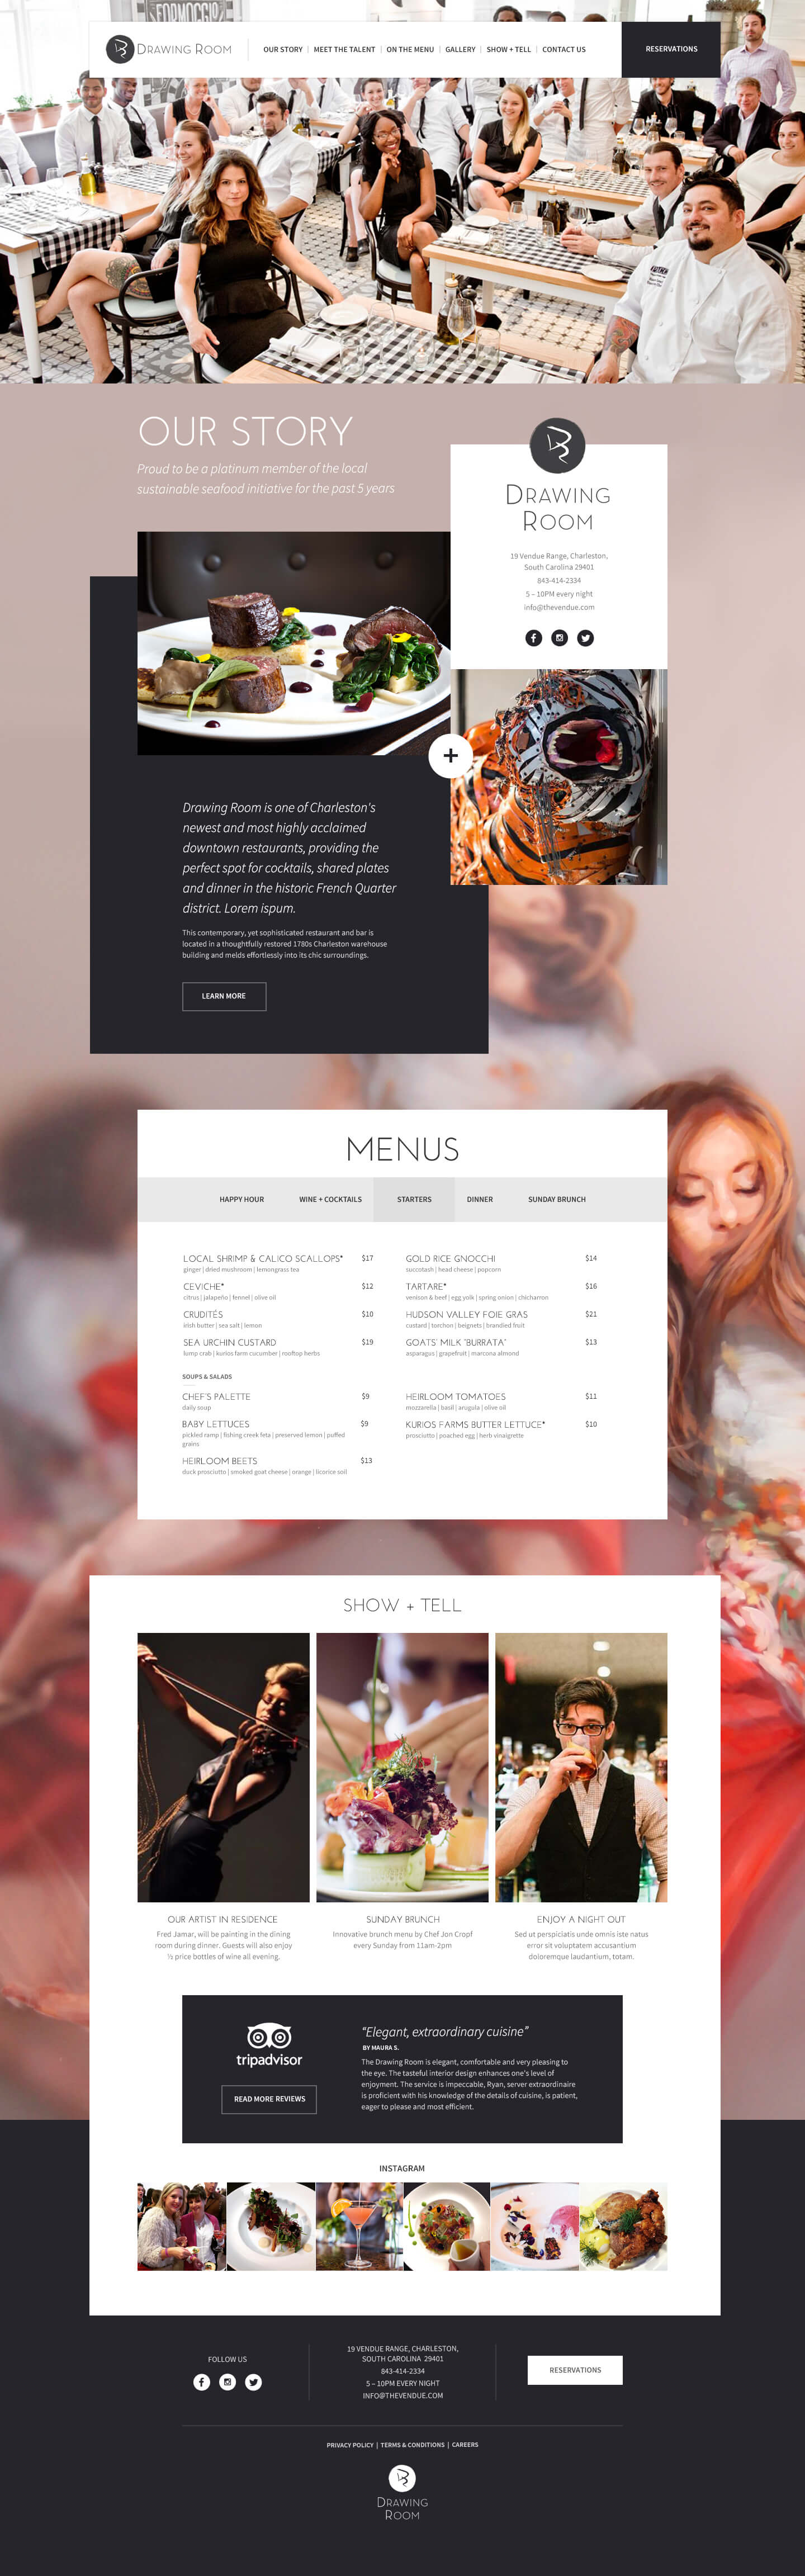 FORMOCCIO
DRAWING ROOM
OUR STORY | MEET THE TALENT | ON THE MENU | GALLERY | SHOW + TELL | CONTACT US
RESERVATIONS
OUR STORY
Proud to be a platinum member of the local
sustainable seafood initiative for the past 5 years
DRAWING
ROOM
19 Vendue Range, Charleston,
South Carolina 29401
843-414-2334
5 – 10PM every night
info@thevendue.com
+
Drawing Room is one of Charleston's
newest and most highly acclaimed
downtown restaurants, providing the
perfect spot for cocktails, shared plates
and dinner in the historic French Quarter
district. Lorem ispum.
This contemporary, yet sophisticated restaurant and bar is
located in a thoughtfully restored 1780s Charleston warehouse
building and melds effortlessly into its chic surroundings.
LEARN MORE
MENUS
HAPPY HOUR
WINE + COCKTAILS
STARTERS
DINNER
SUNDAY BRUNCH
LOCAL SHRIMP & CALICO SCALLOPS* $17
ginger | dried mushroom | lemongrass tea
CEVICHE* $12
citrus | jalapeño | fennel | olive oil
CRUDITÉS $10
irish butter | sea salt | lemon
SEA URCHIN CUSTARD $19
lump crab | kurios farm cucumber | rooftop herbs
GOLD RICE GNOCCHI $14
succotash | head cheese | popcorn
TARTARE* $16
venison & beef | egg yolk | spring onion | chicharron
HUDSON VALLEY FOIE GRAS $21
custard | torchon | beignets | brandied fruit
GOATS' MILK "BURRATA" $13
asparagus | grapefruit | marcona almond
SOUPS & SALADS
CHEF'S PALETTE $9
daily soup
BABY LETTUCES $9
pickled ramp | fishing creek feta | preserved lemon | puffed
grains
HEIRLOOM BEETS $13
duck prosciutto | smoked goat cheese | orange | licorice soil
HEIRLOOM TOMATOES $11
mozzarella | basil | arugula | olive oil
KURIOS FARMS BUTTER LETTUCE* $10
prosciutto | poached egg | herb vinaigrette
SHOW + TELL
OUR ARTIST IN RESIDENCE
Fred Jamar, will be painting in the dining
room during dinner. Guests will also enjoy
½ price bottles of wine all evening.
SUNDAY BRUNCH
Innovative brunch menu by Chef Jon Cropf
every Sunday from 11am-2pm
ENJOY A NIGHT OUT
Sed ut perspiciatis unde omnis iste natus
error sit voluptatem accusantium
doloremque laudantium, totam.
tripadvisor
READ MORE REVIEWS
"Elegant, extraordinary cuisine"
BY MAURA S.
The Drawing Room is elegant, comfortable and very pleasing to
the eye. The tasteful interior design enhances one's level of
enjoyment. The service is impeccable, Ryan, server extraordinaire
is proficient with his knowledge of the details of cuisine, is patient,
eager to please and most efficient.
INSTAGRAM
FOLLOW US
19 VENDUE RANGE, CHARLESTON,
SOUTH CAROLINA 29401
843-414-2334
5 – 10PM EVERY NIGHT
INFO@THEVENDUE.COM
RESERVATIONS
PRIVACY POLICY | TERMS & CONDITIONS | CAREERS
DRAWING
ROOM